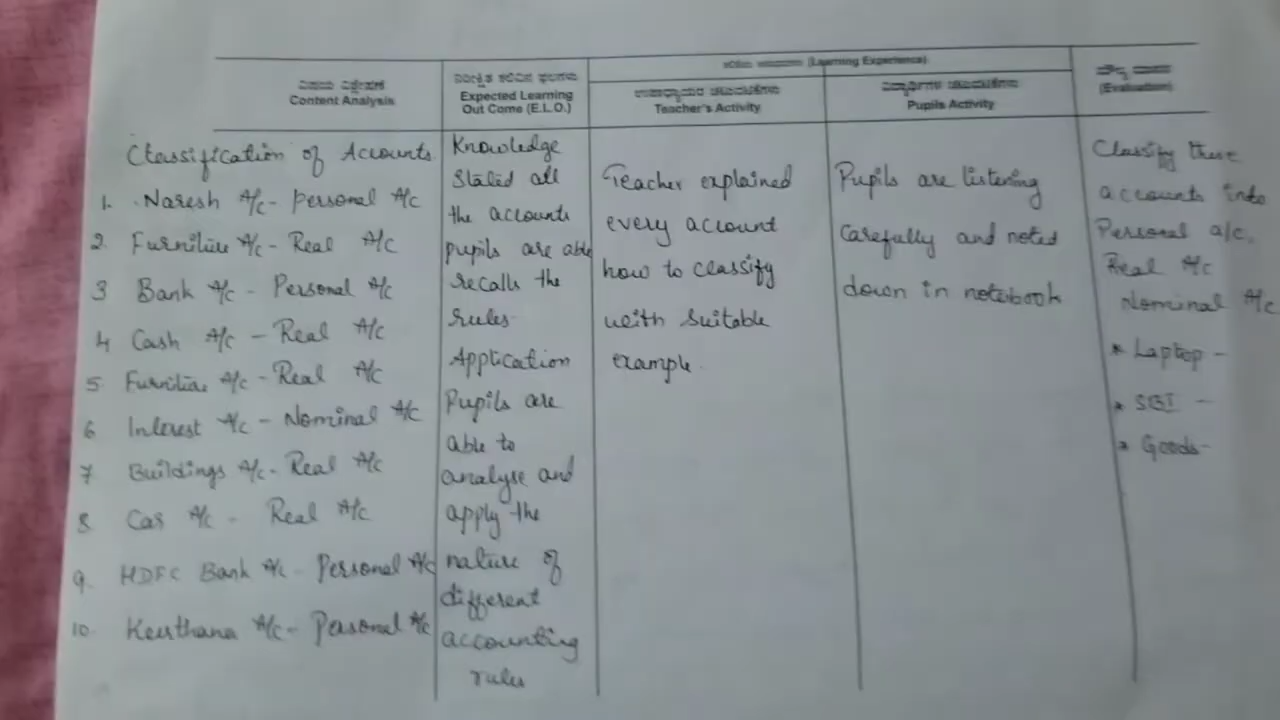 (Learning Experience)
Content Analysis
Expected Learning
Out Come (E.L.O.)
Teacher's Activity
Pupils Activity
(Evaluation)
Classification of Accounts
1. Naresh A/c - personal A/c
2. Furniture A/c - Real A/c
3 Bank A/c - Personal A/c
4 Cash A/c - Real A/c
5 Furniture A/c - Real A/c
6 Interest A/c - Nominal A/c
7 Buildings A/c - Real A/c
8. Car A/c - Real A/c
9. HDFC Bank A/c - Personal A/c
10. Keerthana A/c - Personal A/c
Knowledge
Stated all
the accounts
pupils are able
recalls the
rules
Application
Pupils are
able to
analyse and
apply the
nature of
different
accounting
rules
Teacher explained
every account
how to classify
with suitable
example.
Pupils are listening
carefully and noted
down in notebook
Classify these
accounts into
Personal a/c,
Real A/c
Nominal A/c
* Laptop -
* SBI -
* Goods -